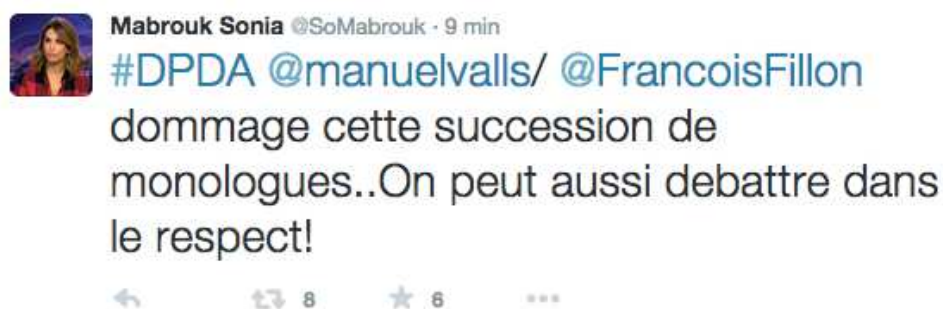 Mabrouk Sonia @SoMabrouk · 9 min
#DPDA @manuelvalls/ @FrancoisFillon
dommage cette succession de
monologues..On peut aussi debattre dans
le respect!
8 6